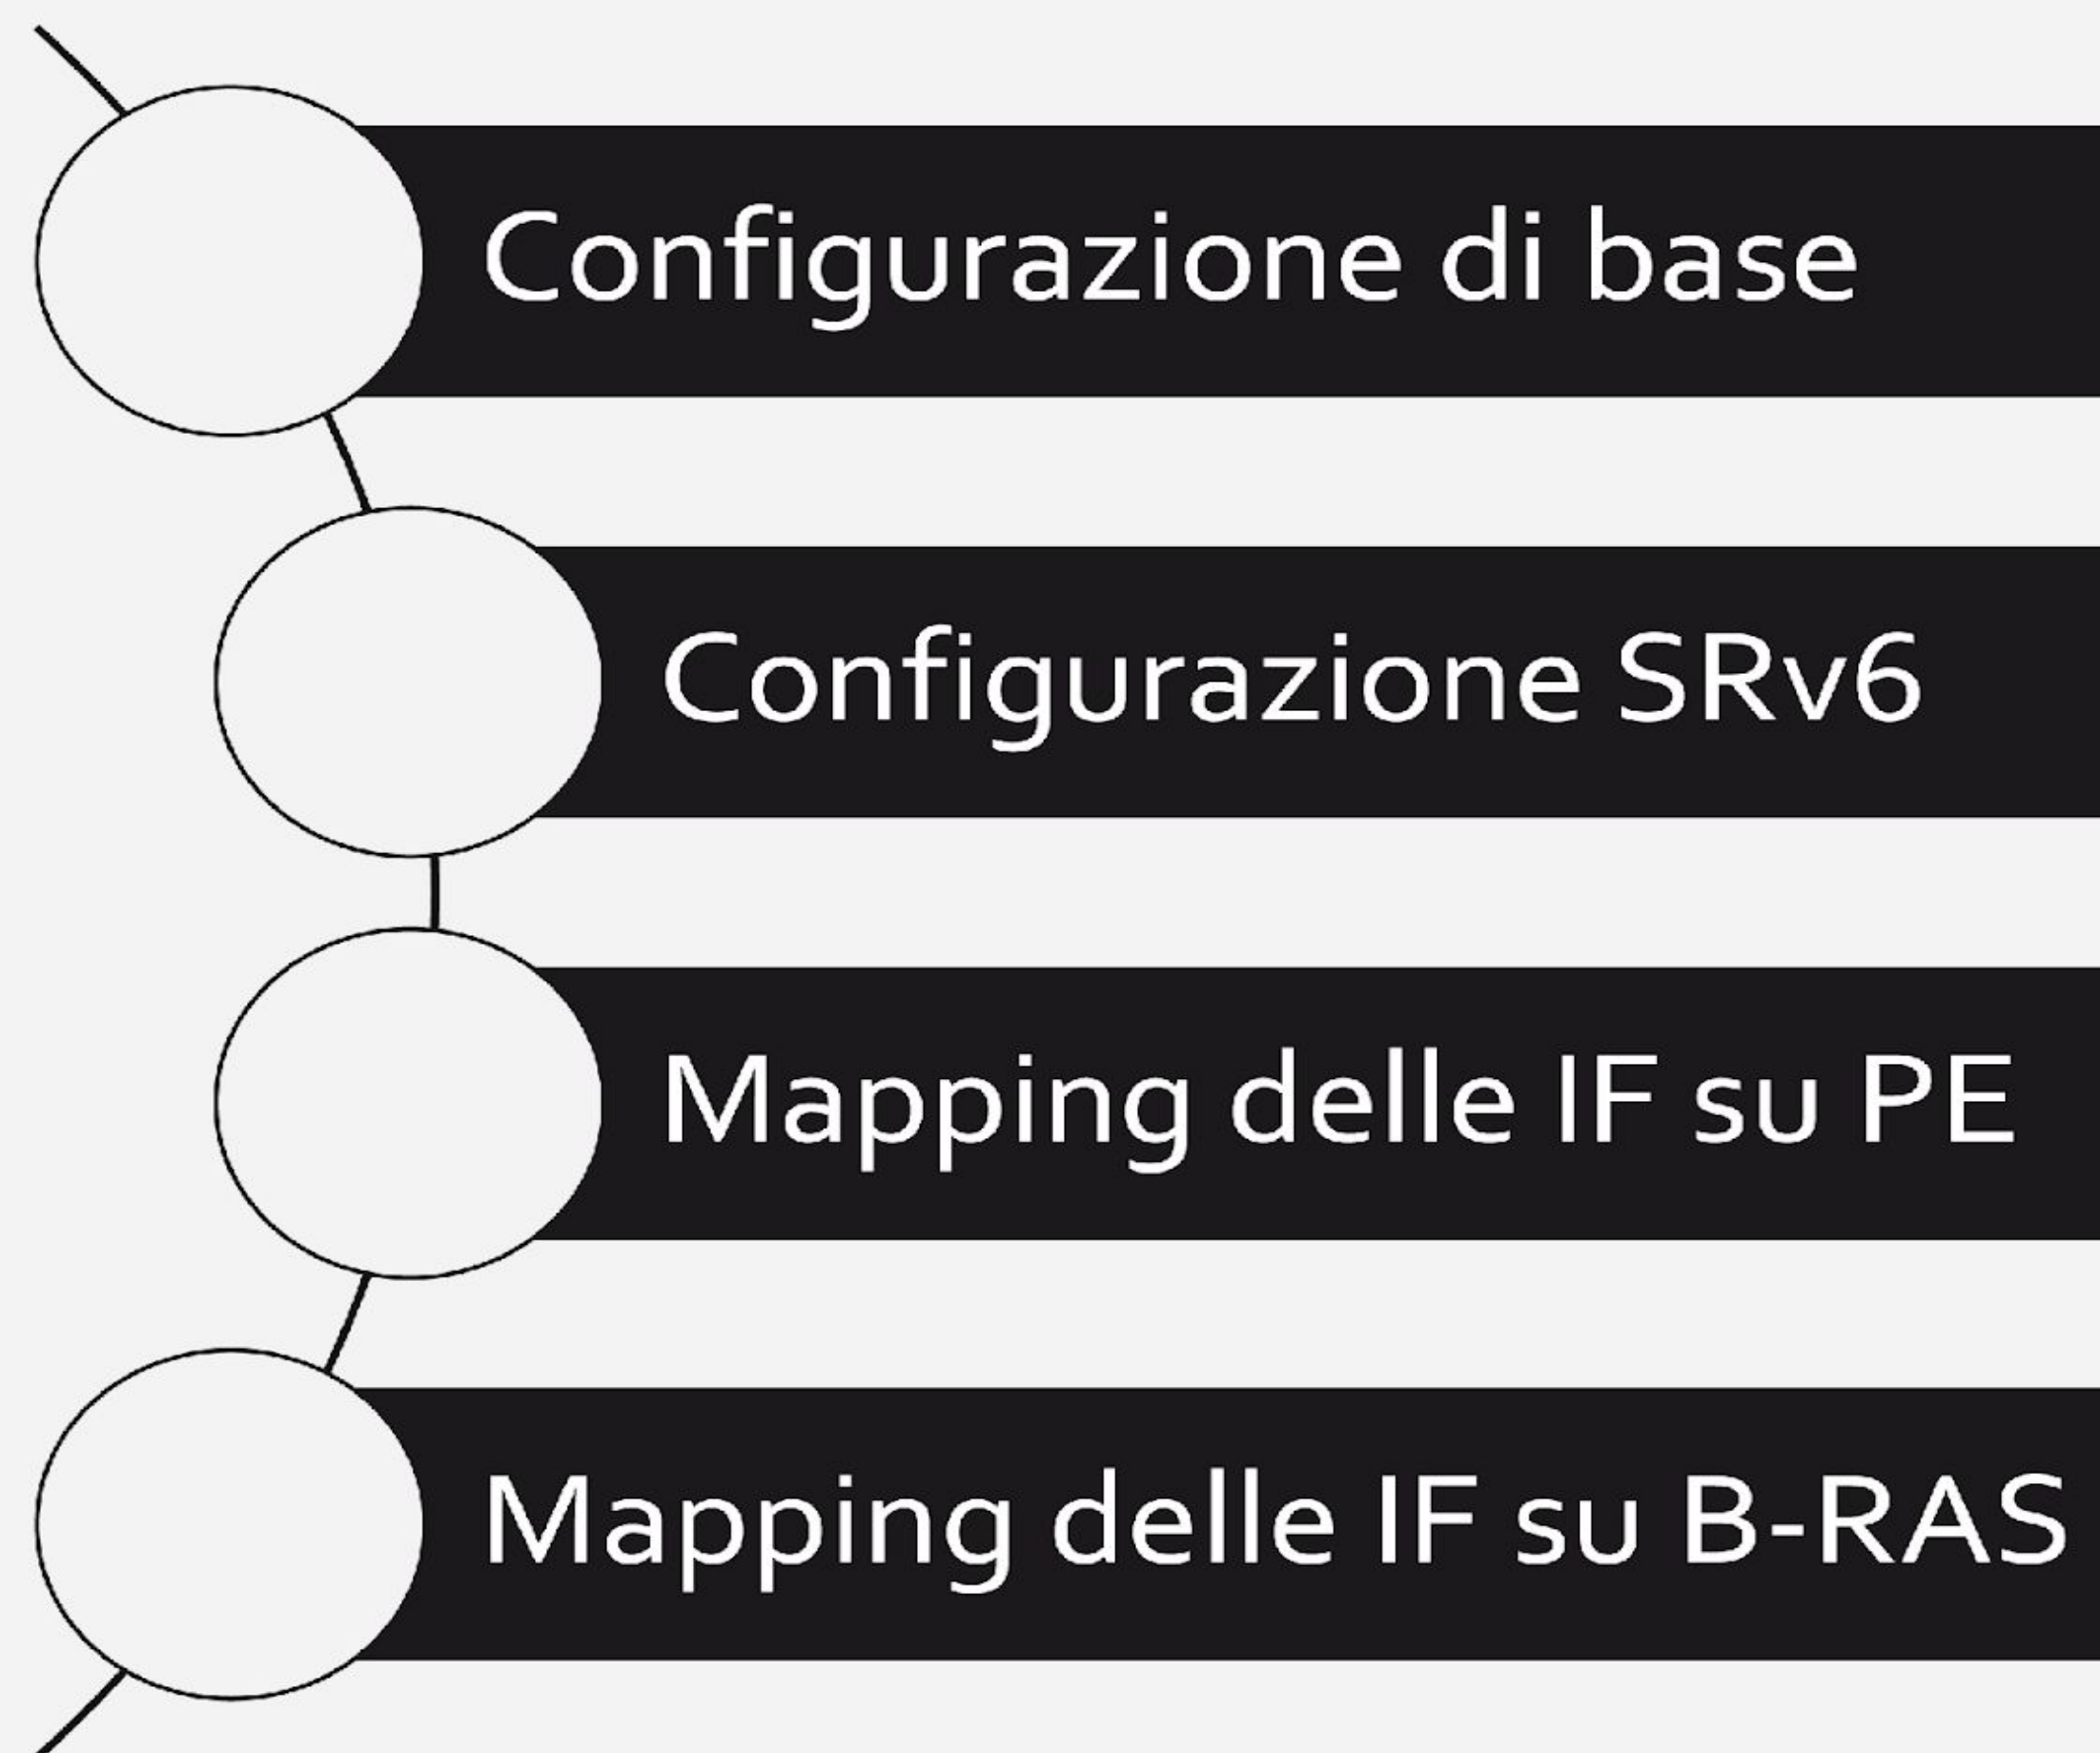 Configurazione di base
Configurazione SRv6
Mapping delle IF su PE
Mapping delle IF su B-RAS